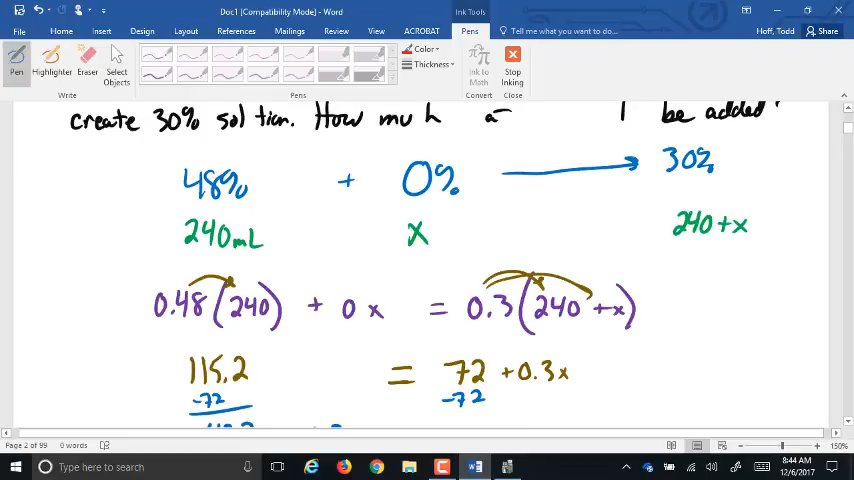 Doc1 [Compatibility Mode] - Word
Ink Tools
Hoff, Todd
Share
File Home Insert Design Layout References Mailings Review View ACROBAT Pens Tell me what you want to do...
Pen Highlighter Eraser Select Objects
Color
Thickness
Ink to Math
Stop Inking
Write Pens Convert Close
create 30% sol tion. How mu h be added?
48% + 0% 30%
240mL x 240+x
0.48(240) + 0x = 0.3(240+x)
115.2 = 72 + 0.3x
-72 -72
Page 2 of 99 0 words 150%
Type here to search
8:44 AM
12/6/2017